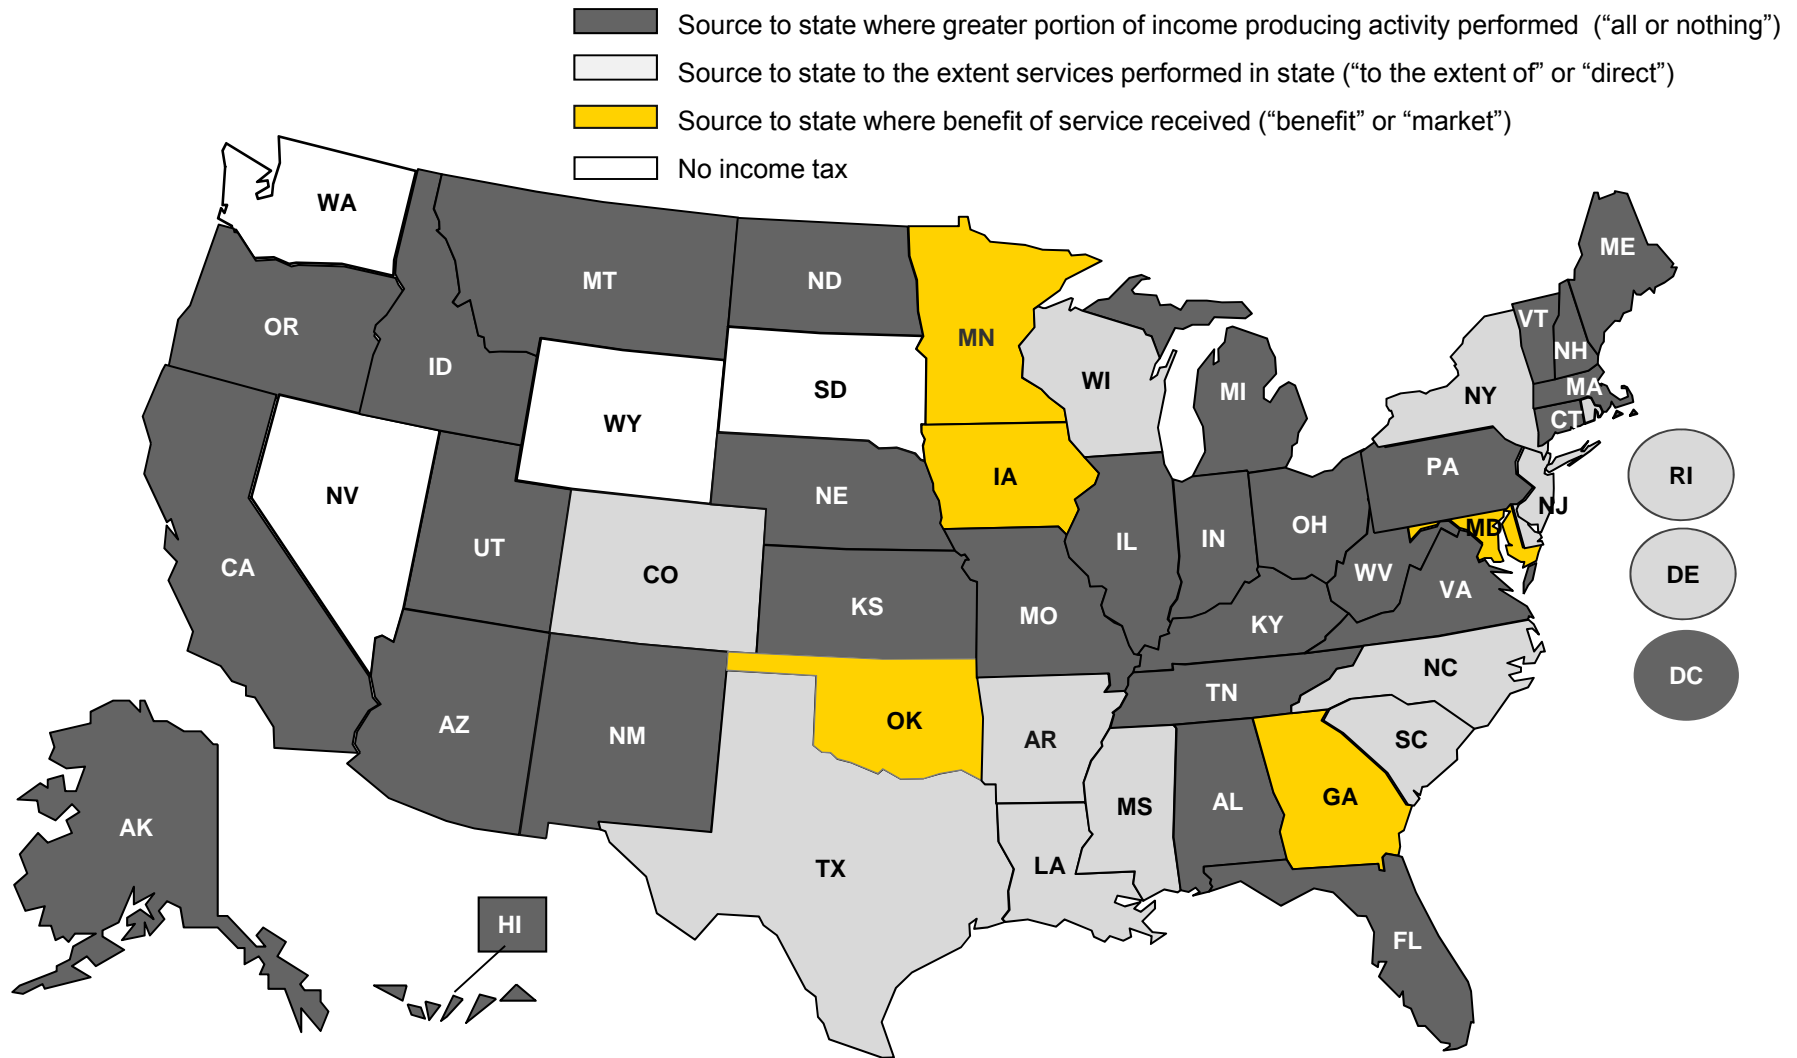 Source to state where greater portion of income producing activity performed (“all or nothing”)
Source to state to the extent services performed in state (“to the extent of” or “direct”)
Source to state where benefit of service received (“benefit” or “market”)
No income tax
WA
ME
MT
ND
VT
OR
MN
NH
ID
WI
MI
MA
SD
NY
WY
CT
PA
RI
IA
NV
NE
NJ
OH
MD
IL
IN
UT
CA
CO
WV
DE
VA
KS
MO
KY
NC
DC
TN
AZ
NM
OK
AR
SC
GA
AL
MS
AK
TX
LA
HI
FL